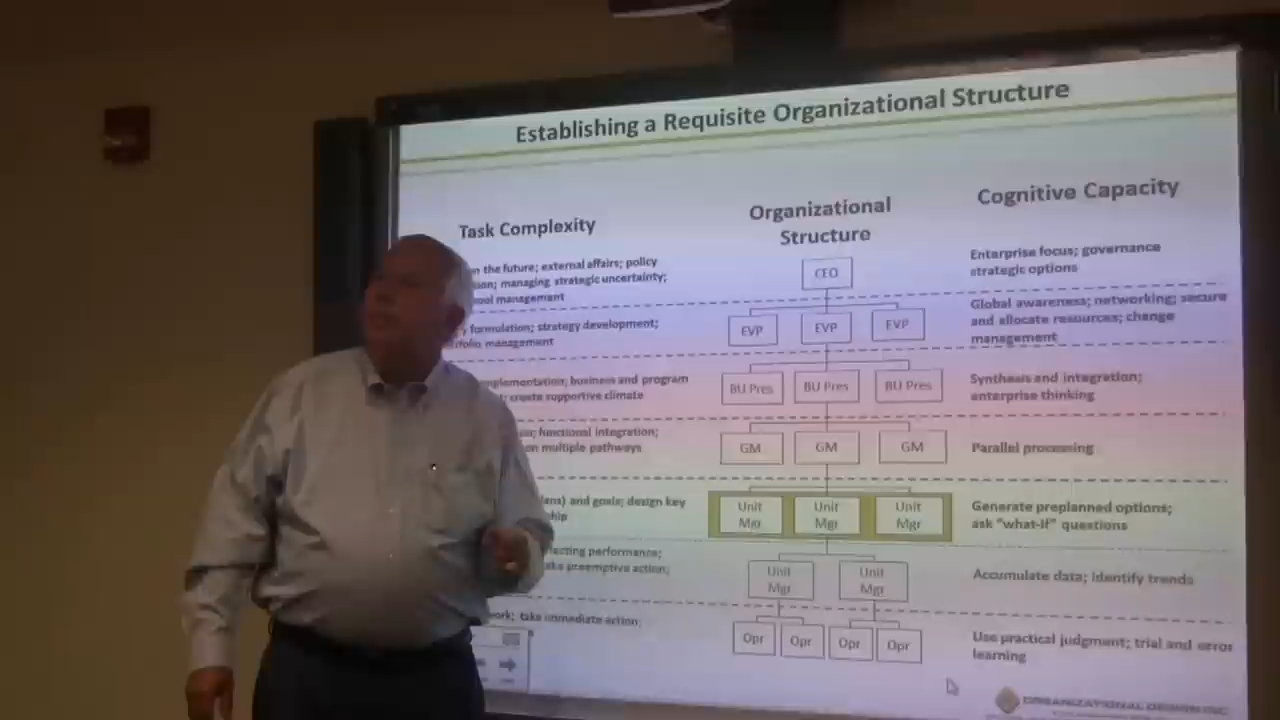 Establishing a Requisite Organizational Structure
Task Complexity
Organizational
Structure
Cognitive Capacity
the future; external affairs; policy
managing strategic uncertainty;
management
CEO
Enterprise focus; governance
strategic options
formulation; strategy development;
management
EVP
EVP
EVP
Global awareness; networking; secure
and allocate resources; change
management
implementation; business and program
create supportive climate
BU Pres
BU Pres
BU Pres
Synthesis and integration;
enterprise thinking
functional integration;
multiple pathways
GM
GM
GM
Parallel processing
and goals; design key
Unit
Mgr
Unit
Mgr
Unit
Mgr
Generate preplanned options;
ask "what-if" questions
performance;
preemptive action;
Unit
Mgr
Unit
Mgr
Accumulate data; identify trends
work; take immediate action;
Opr
Opr
Opr
Opr
Use practical judgment; trial and error
learning
ORGANIZATIONAL DESIGN INC.